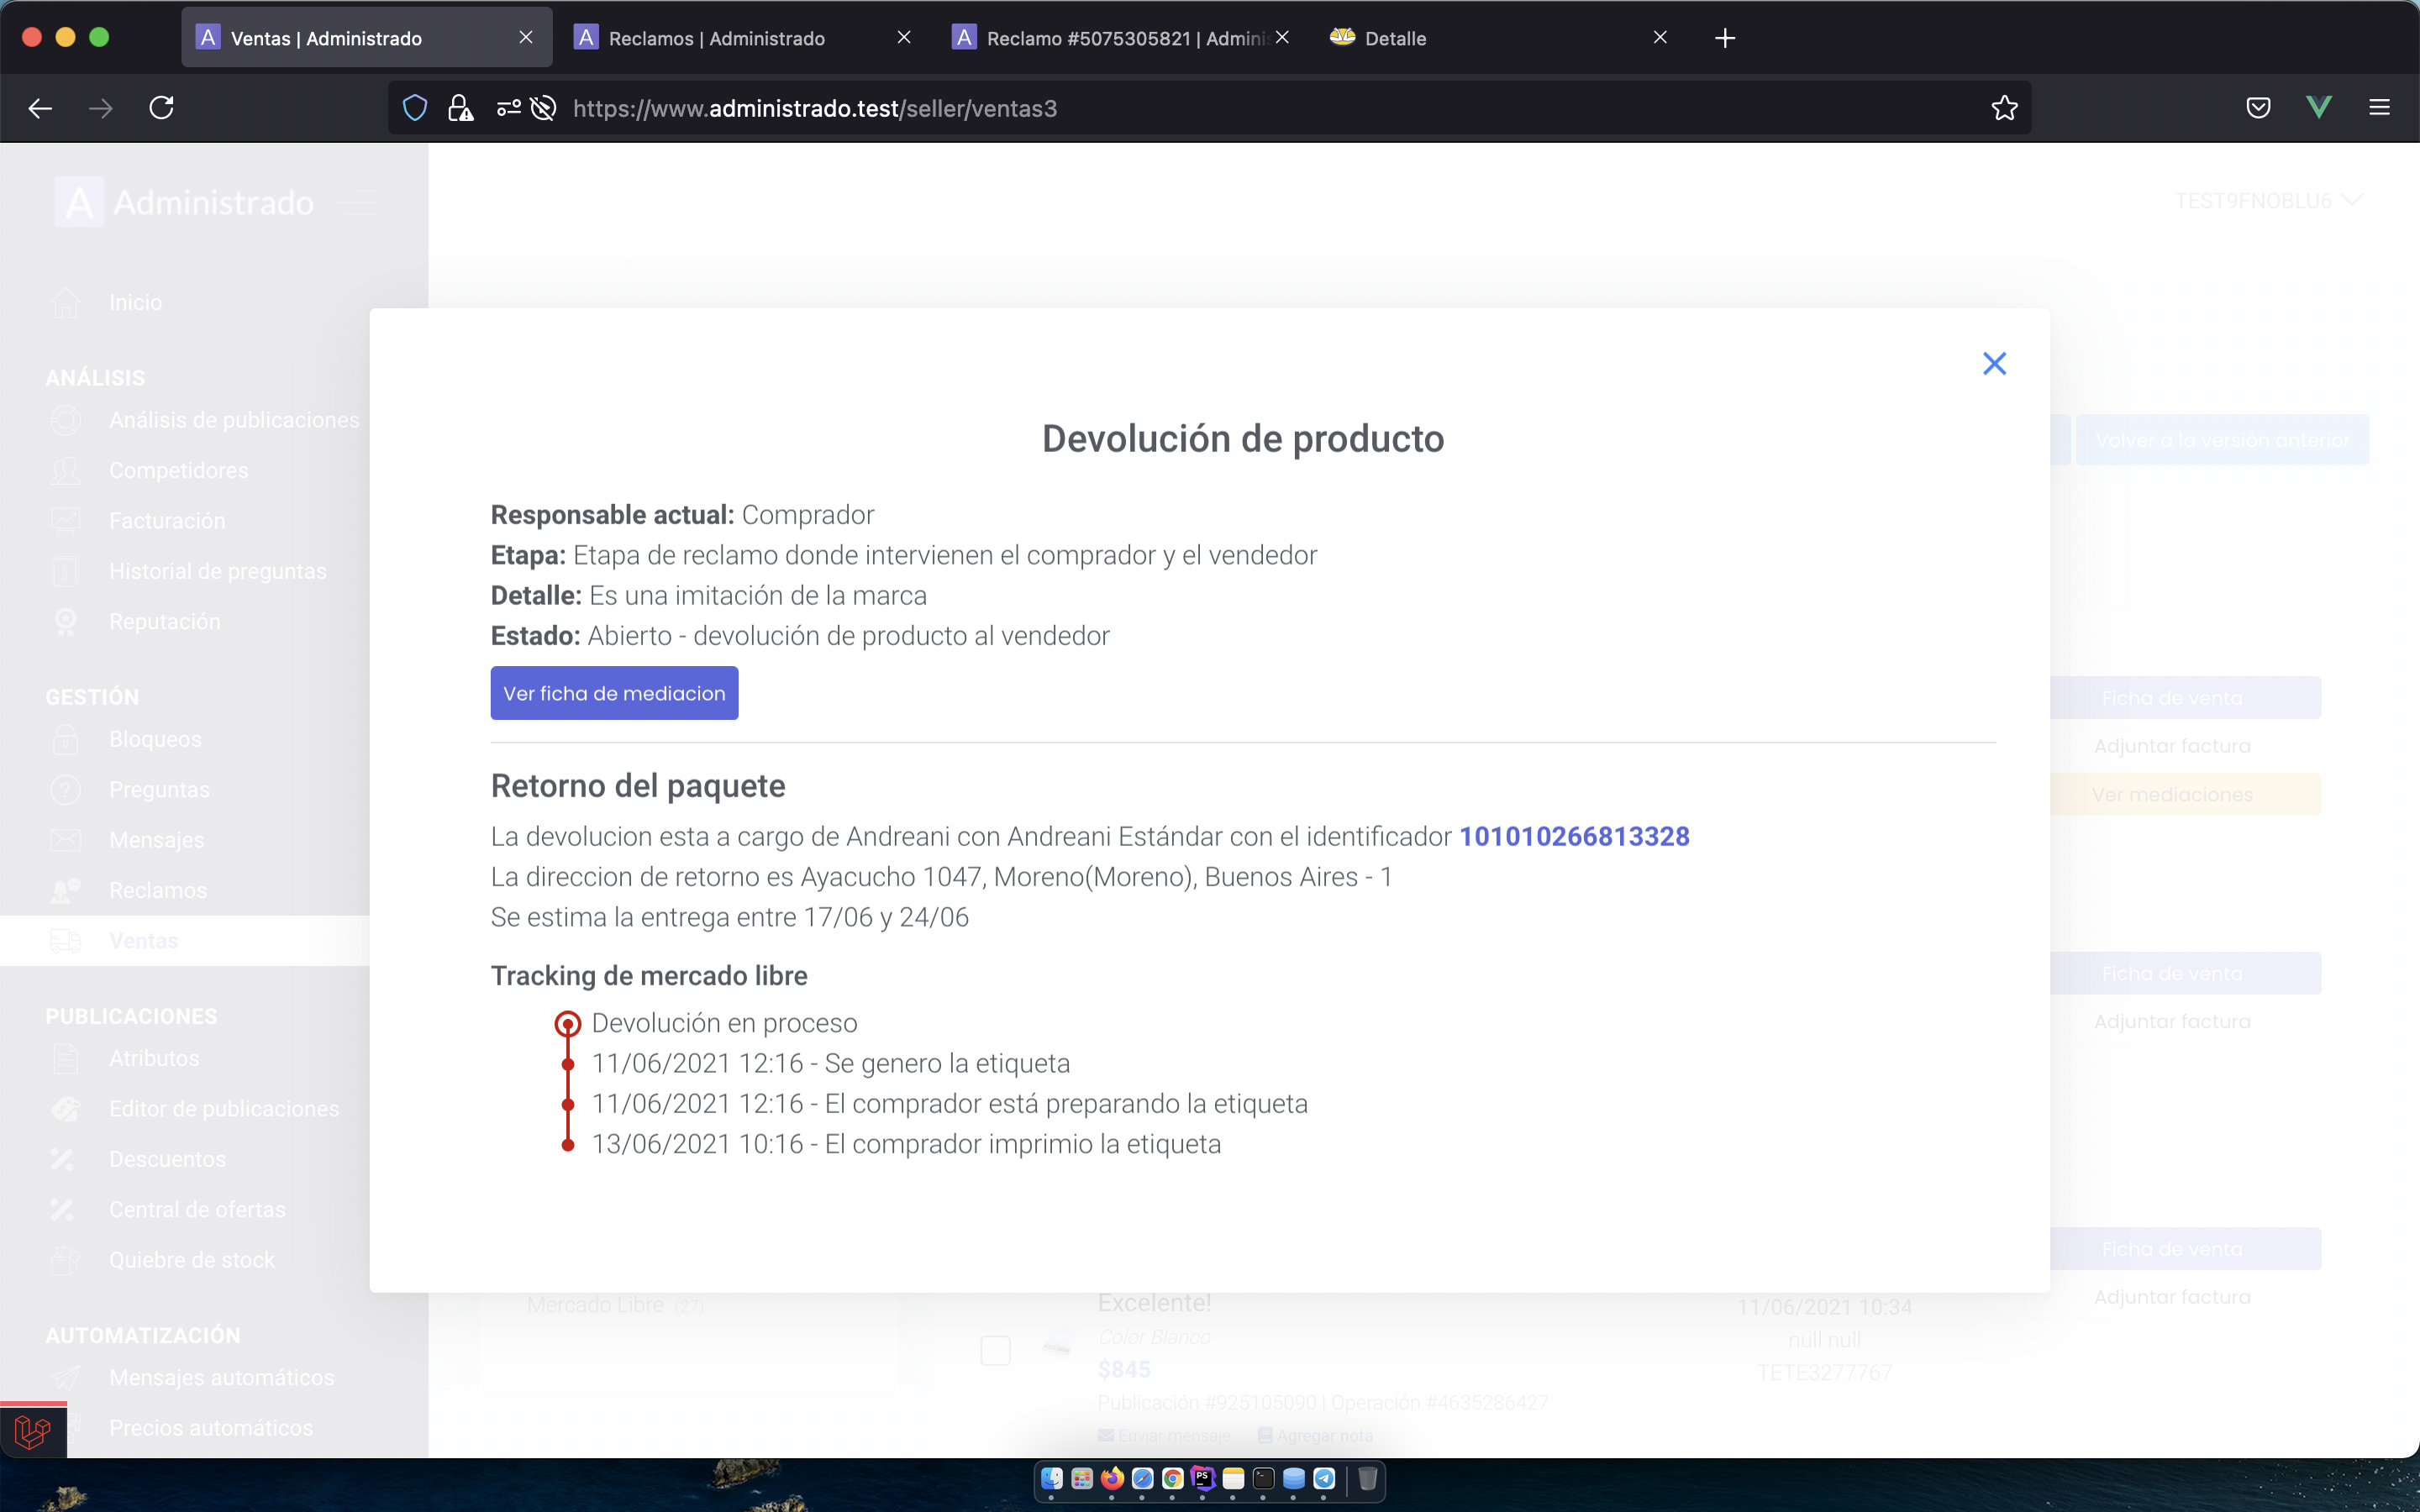 Ventas | Administrado
Reclamos | Administrado
Reclamo #5075305821 | Adminis
Detalle
https://www.administrado.test/seller/ventas3
A Administrado
TEST9FNOBLU6
Inicio
ANÁLISIS
Análisis de publicaciones
Competidores
Facturación
Historial de preguntas
Reputación
GESTIÓN
Bloqueos
Preguntas
Mensajes
Reclamos
Ventas
PUBLICACIONES
Atributos
Editor de publicaciones
Descuentos
Central de ofertas
Quiebre de stock
AUTOMATIZACIÓN
Mensajes automáticos
Precios automáticos
Devolución de producto
Responsable actual: Comprador
Etapa: Etapa de reclamo donde intervienen el comprador y el vendedor
Detalle: Es una imitación de la marca
Estado: Abierto - devolución de producto al vendedor
Ver ficha de mediacion
Retorno del paquete
La devolucion esta a cargo de Andreani con Andreani Estándar con el identificador 101010266813328
La direccion de retorno es Ayacucho 1047, Moreno(Moreno), Buenos Aires - 1
Se estima la entrega entre 17/06 y 24/06
Tracking de mercado libre
Devolución en proceso
11/06/2021 12:16 - Se genero la etiqueta
11/06/2021 12:16 - El comprador está preparando la etiqueta
13/06/2021 10:16 - El comprador imprimio la etiqueta
Volver a la versión anterior
Ficha de venta
Adjuntar factura
Ver mediaciones
Ficha de venta
Adjuntar factura
Ficha de venta
Adjuntar factura
Mercado Libre (27)
Excelente!
Color Blanco
$845
Publicación #925105090 | Operación #4635286427
Enviar mensaje
Agregar nota
11/06/2021 10:34
null null
TETE3277767